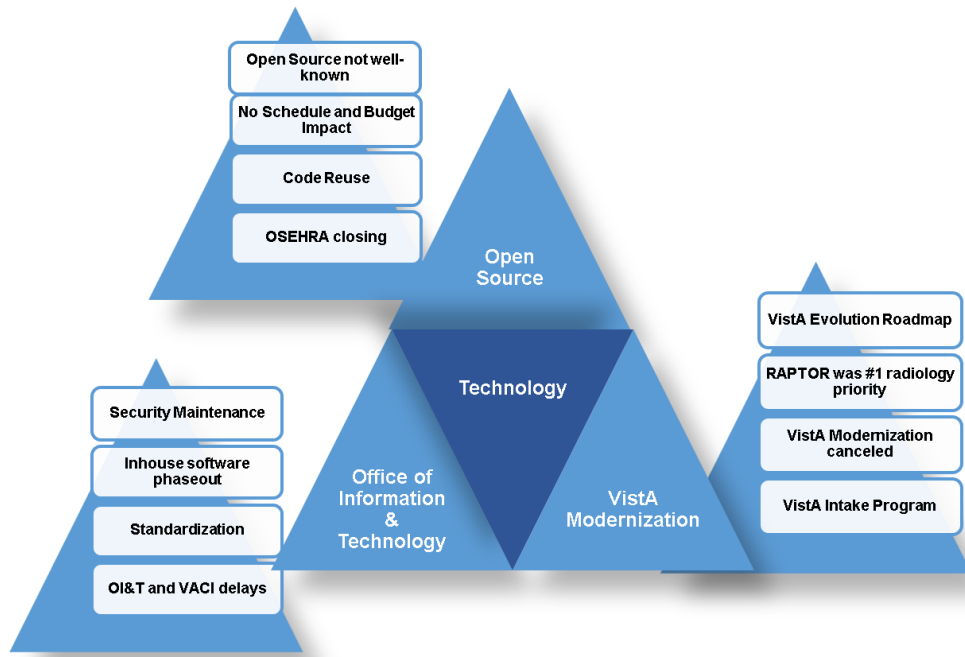 Open Source not well-
known
No Schedule and Budget
Impact
Code Reuse
OSEHRA closing
Open
Source
Technology
Office of
Information
&
Technology
VistA
Modernization
Security Maintenance
Inhouse software
phaseout
Standardization
OI&T and VACI delays
VistA Evolution Roadmap
RAPTOR was #1 radiology
priority
VistA Modernization
canceled
VistA Intake Program